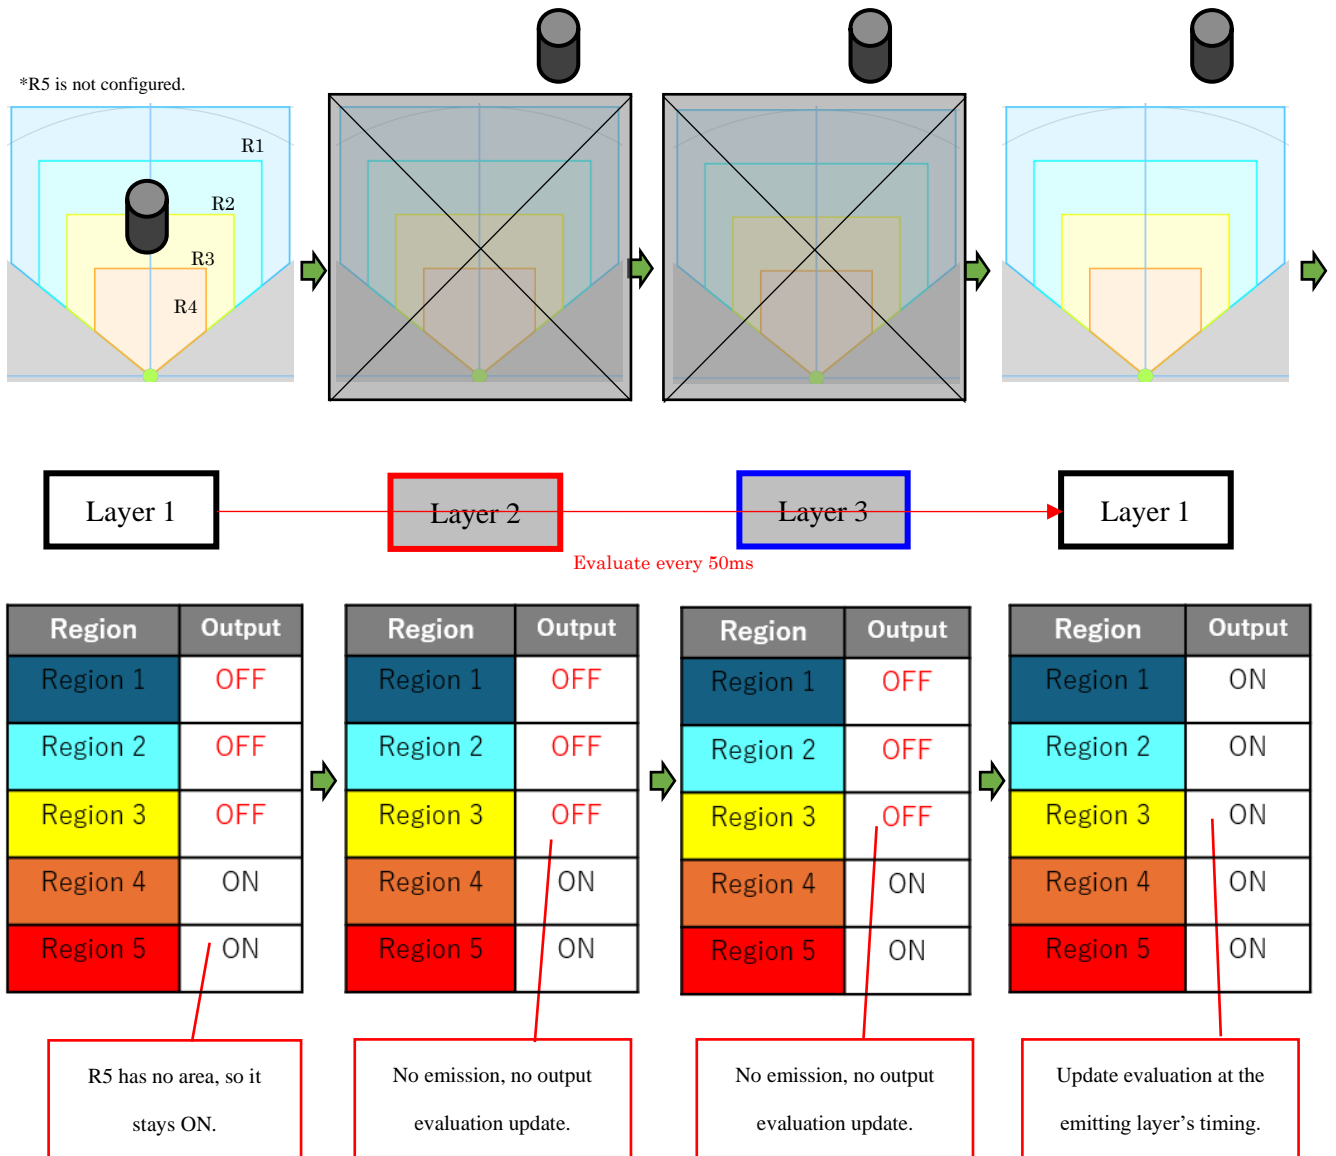 *R5 is not configured.
R1
R2
R3
R4
Layer 1
Layer 2
Layer 3
Layer 1
Evaluate every 50ms
Region Output
Region 1 OFF
Region 2 OFF
Region 3 OFF
Region 4 ON
Region 5 ON
Region Output
Region 1 OFF
Region 2 OFF
Region 3 OFF
Region 4 ON
Region 5 ON
Region Output
Region 1 OFF
Region 2 OFF
Region 3 OFF
Region 4 ON
Region 5 ON
Region Output
Region 1 ON
Region 2 ON
Region 3 ON
Region 4 ON
Region 5 ON
R5 has no area, so it
stays ON.
No emission, no output
evaluation update.
No emission, no output
evaluation update.
Update evaluation at the
emitting layer’s timing.